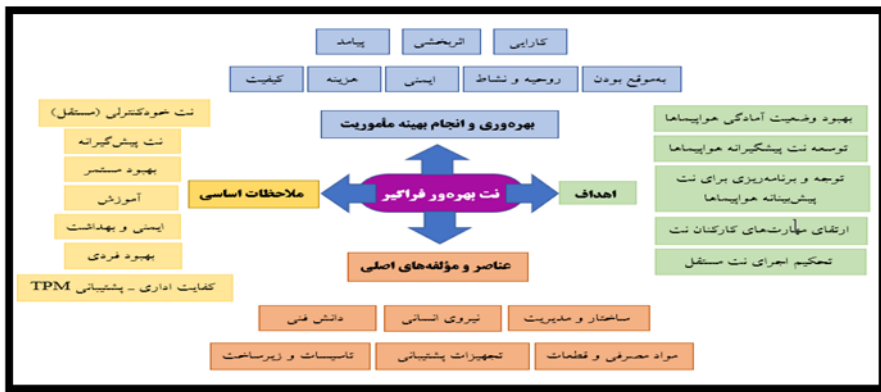 کارایی
اثربخشی
پیامد
به‌موقع بودن
روحیه و نشاط
ایمنی
هزینه
کیفیت
بهره‌وری و انجام بهینه مأموریت
نت بهره‌ور فراگیر
اهداف
بهبود وضعیت آمادگی هواپیماها
توسعه نت پیشگیرانه هواپیماها
توجه و برنامه‌ریزی برای نت
پیش‌بینانه هواپیماها
ارتقای مهارت‌های کارکنان نت
تحکیم اجرای نت مستقل
ملاحظات اساسی
نت خودکنترلی (مستقل)
نت پیش‌گیرانه
بهبود مستمر
آموزش
ایمنی و بهداشت
بهبود فردی
کفایت اداری – پشتیبانی TPM
عناصر و مؤلفه‌های اصلی
ساختار و مدیریت
نیروی انسانی
دانش فنی
مواد مصرفی و قطعات
تجهیزات پشتیبانی
تاسیسات و زیرساخت